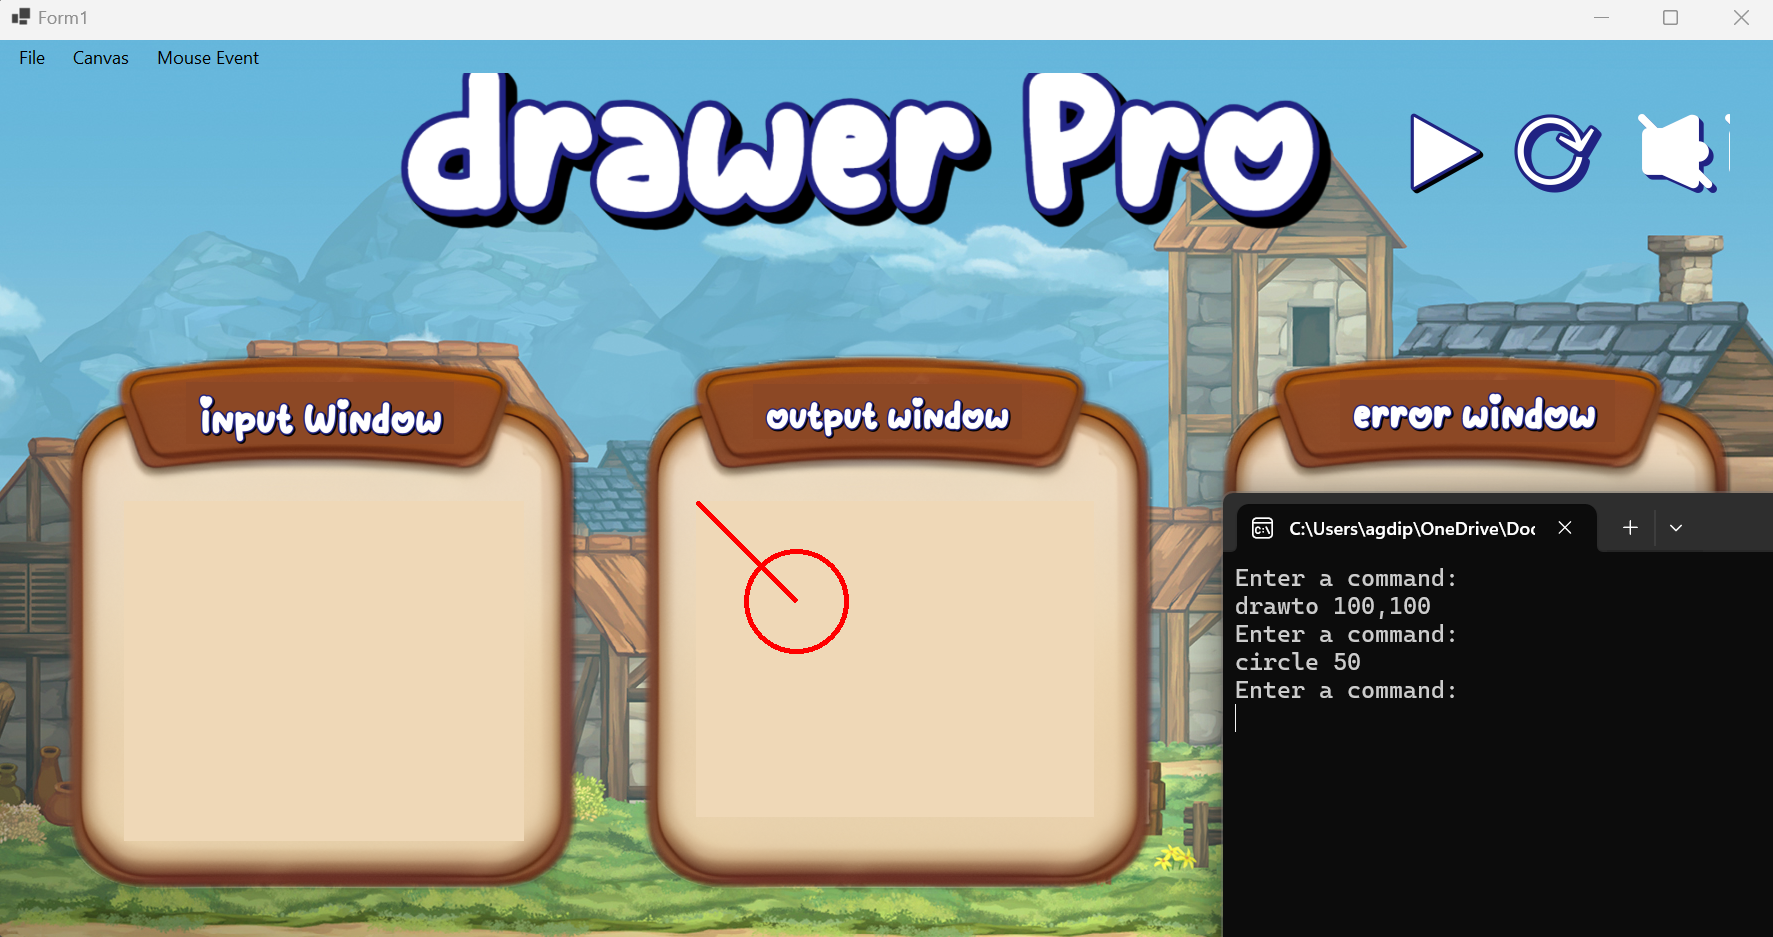 Form1
File Canvas Mouse Event
drawer Pro
input Window
output window
error window
C:\Users\agdip\OneDrive\Doc
Enter a command:
drawto 100,100
Enter a command:
circle 50
Enter a command: